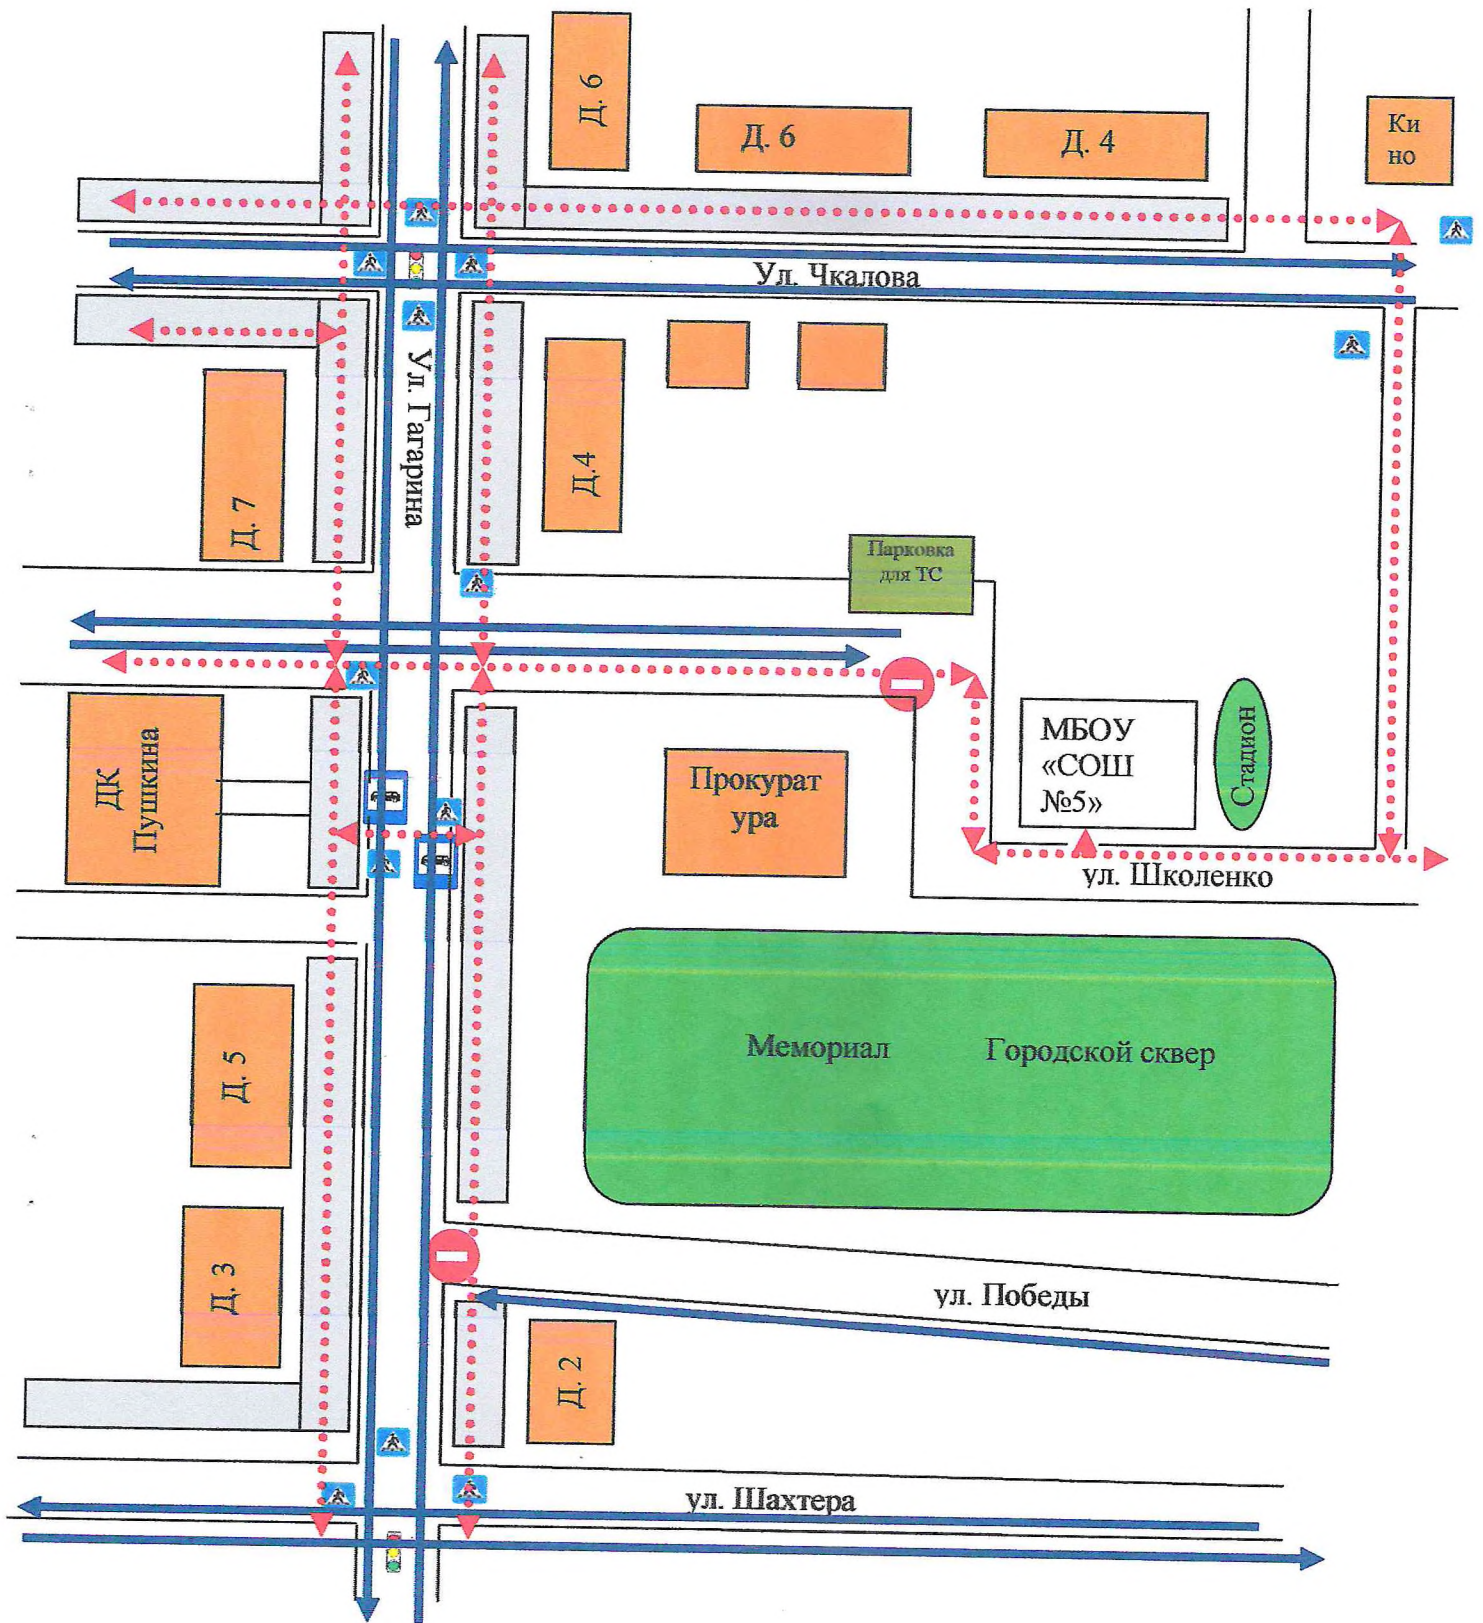 Д. 6
Д. 6
Д. 4
Ки
но
Ул. Чкалова
Ул. Гагарина
Д. 7
Д.4
Парковка
для ТС
ДК
Пушкина
Прокурат
ура
МБОУ
«СОШ
№5»
Стадион
ул. Школенко
Мемориал Городской сквер
Д. 5
Д. 3
ул. Победы
Д. 2
ул. Шахтера